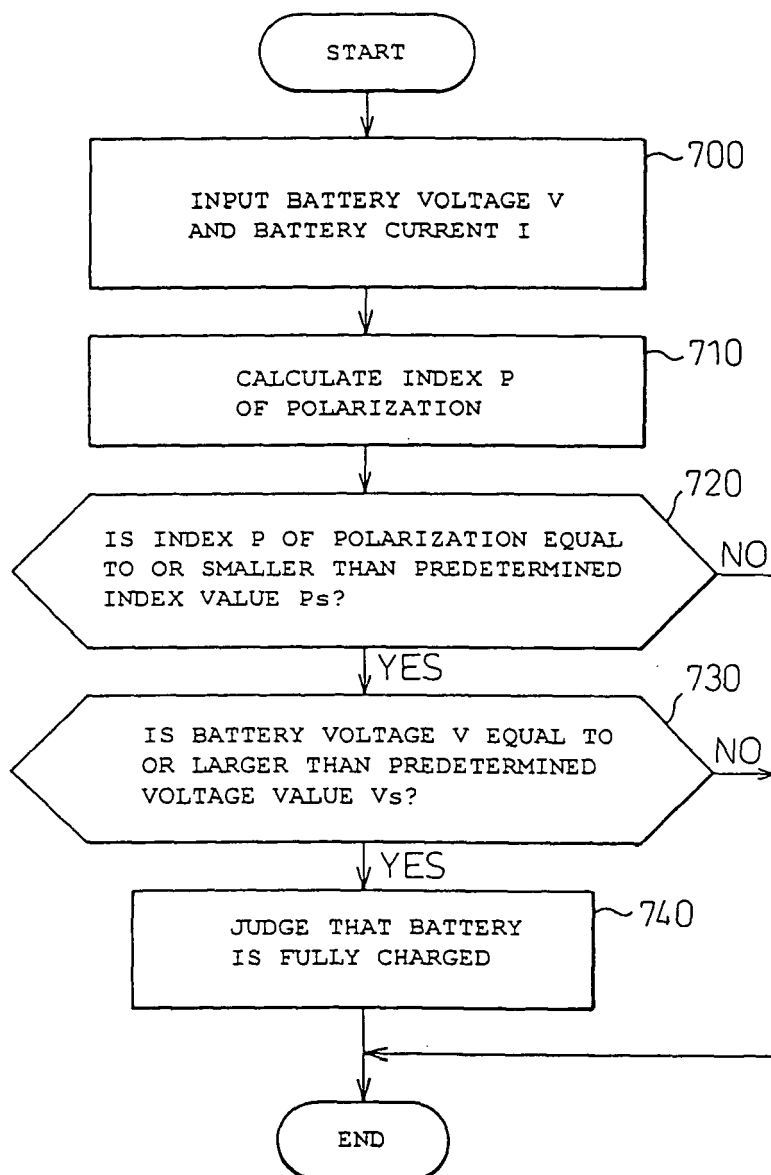 START
700
INPUT BATTERY VOLTAGE V
AND BATTERY CURRENT I
710
CALCULATE INDEX P
OF POLARIZATION
720
IS INDEX P OF POLARIZATION EQUAL
TO OR SMALLER THAN PREDETERMINED
INDEX VALUE Ps?
NO
YES
730
IS BATTERY VOLTAGE V EQUAL TO
OR LARGER THAN PREDETERMINED
VOLTAGE VALUE Vs?
NO
YES
740
JUDGE THAT BATTERY
IS FULLY CHARGED
END